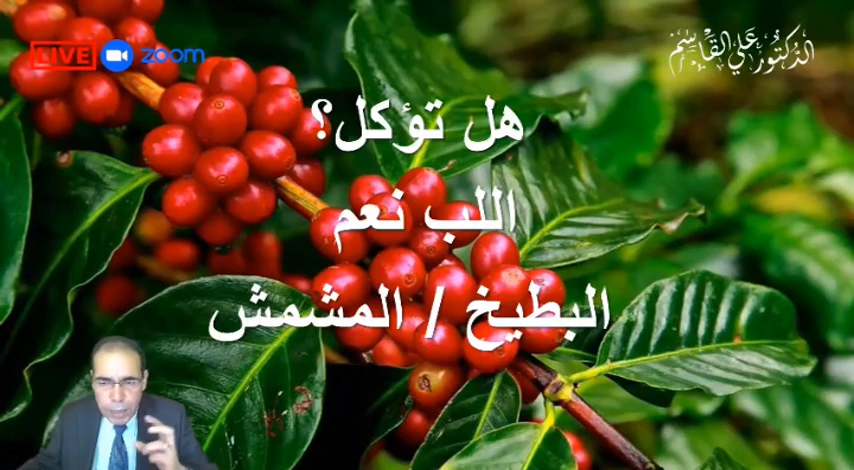 LIVE zoom
الدكتور علي القاسم
هل تؤكل؟
اللب نعم
البطيخ / المشمش